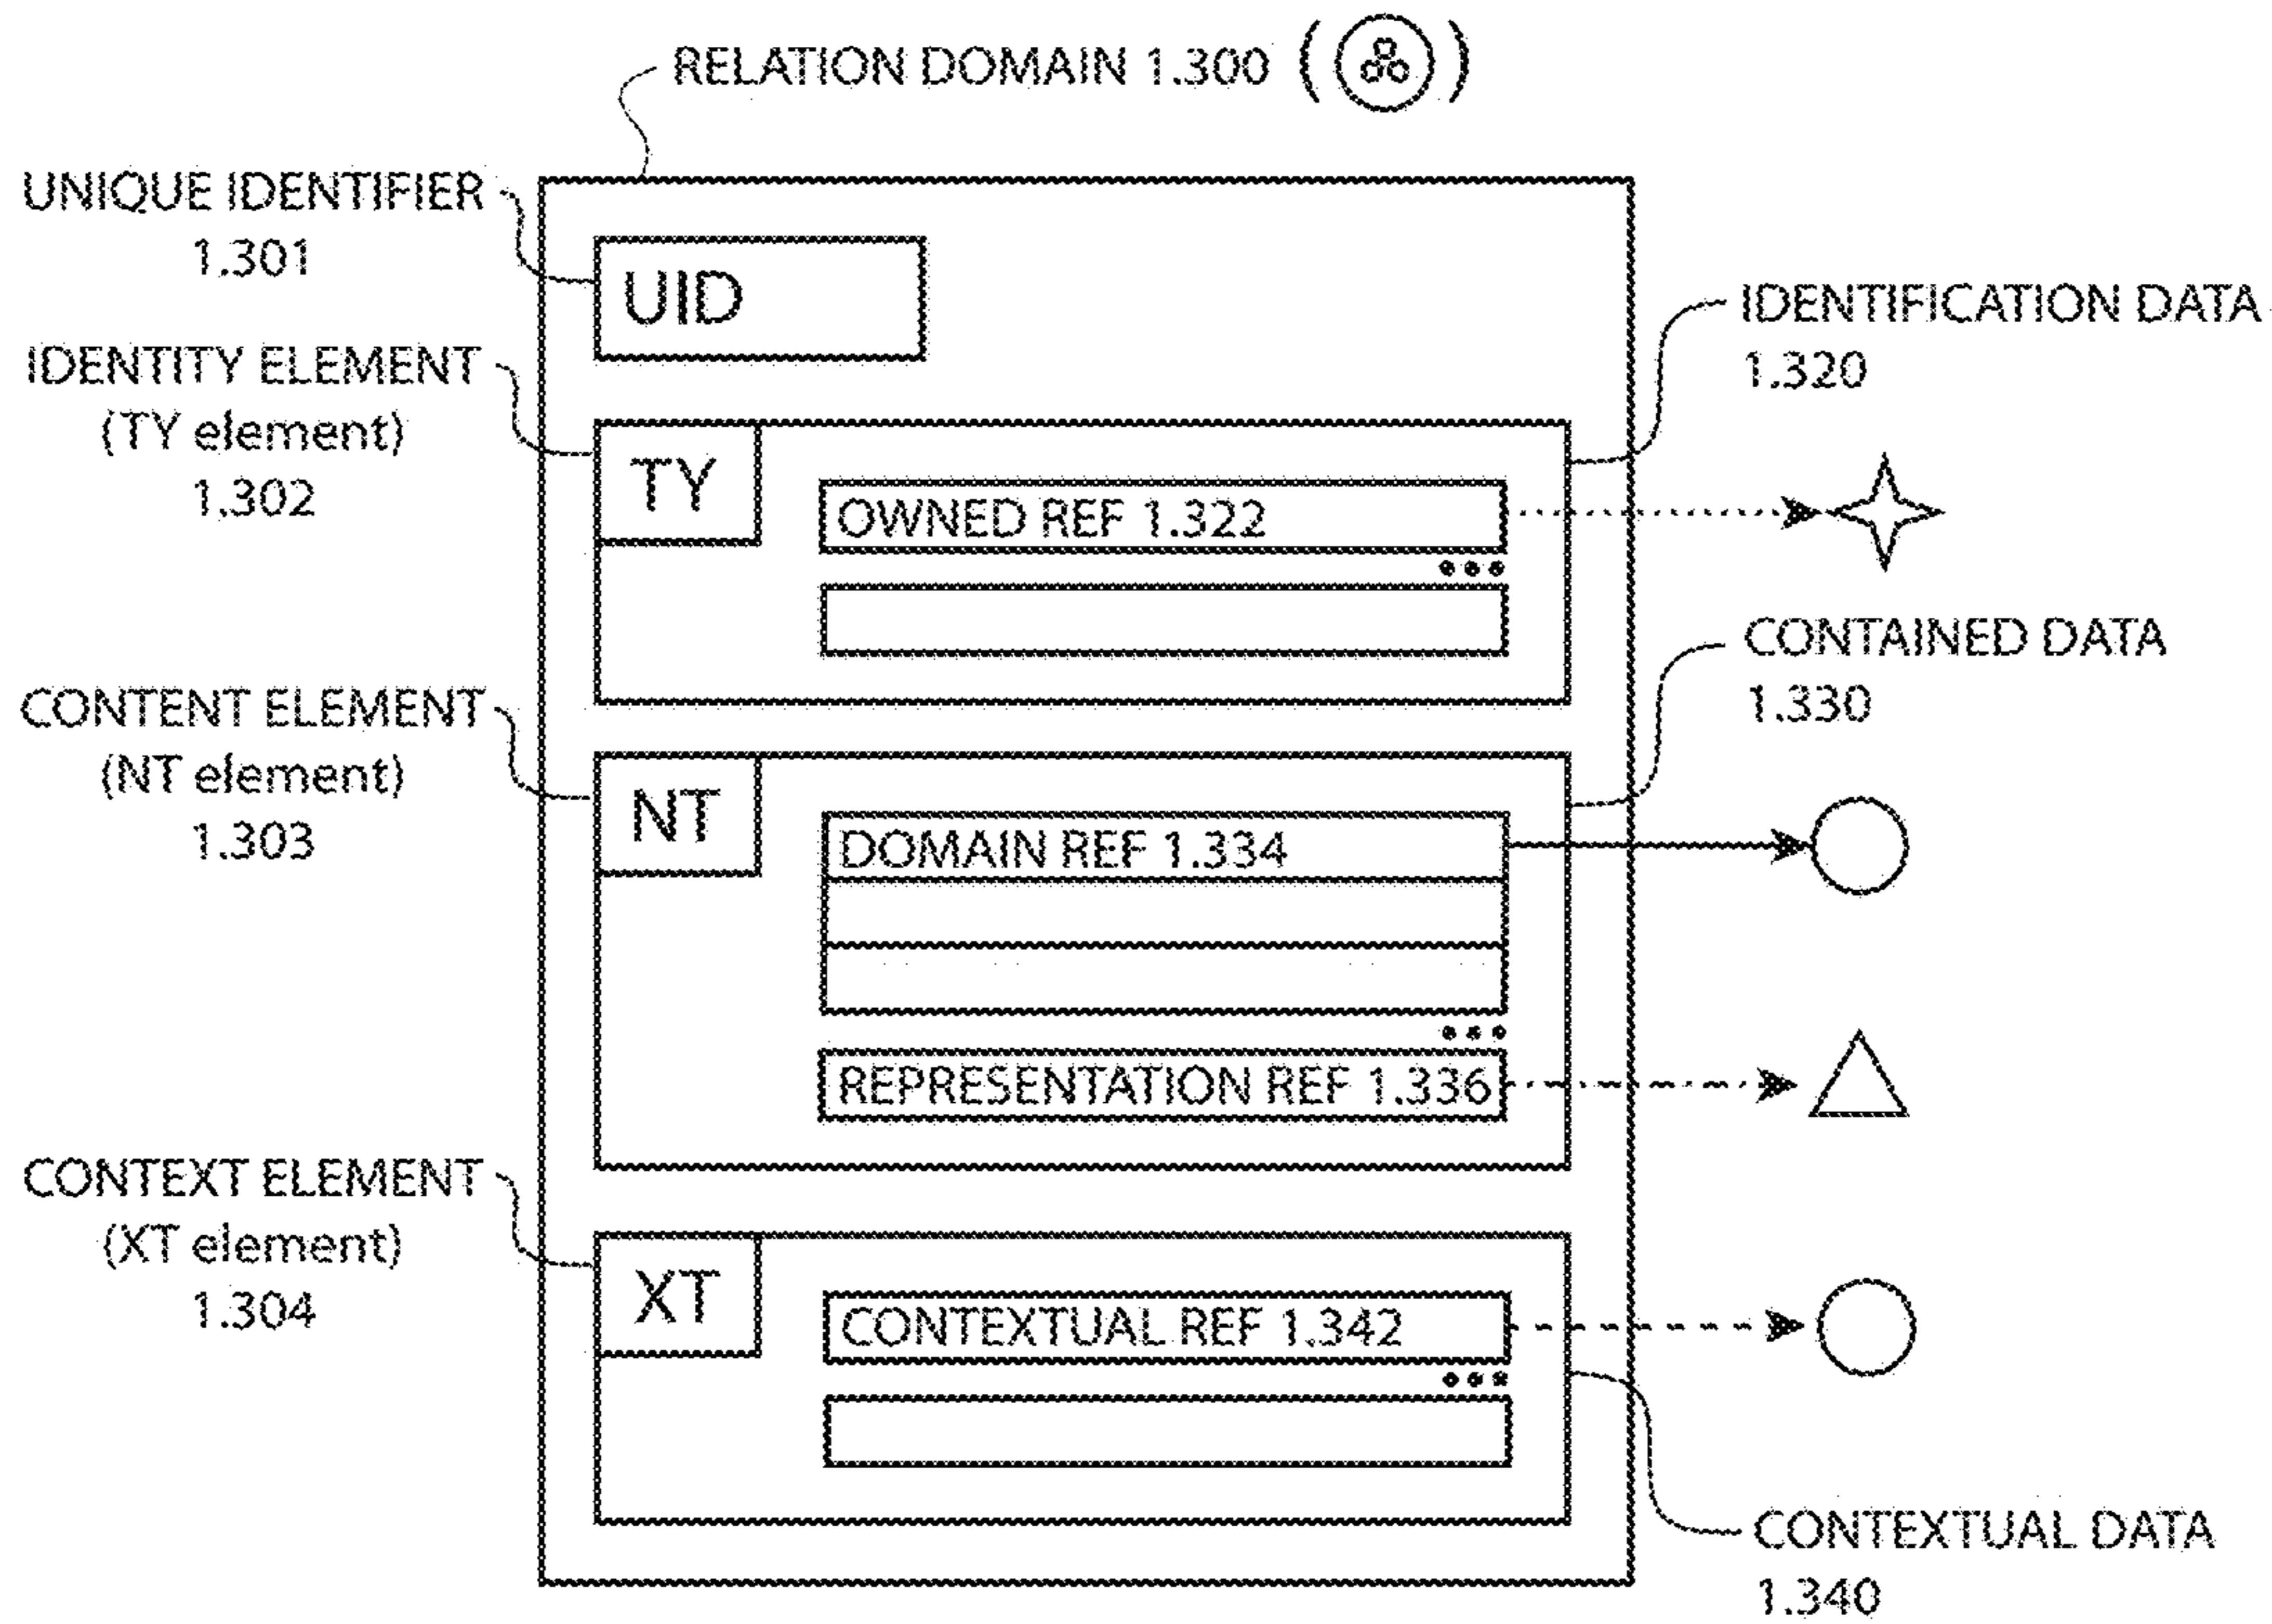 RELATION DOMAIN 1.300 ( )
UNIQUE IDENTIFIER
1.301
UID
IDENTIFICATION DATA
1.320
IDENTITY ELEMENT
(TY element)
1.302
TY
OWNED REF 1.322
•••
CONTAINED DATA
1.330
CONTENT ELEMENT
(NT element)
1.303
NT
DOMAIN REF 1.334
•••
REPRESENTATION REF 1.336
CONTEXT ELEMENT
(XT element)
1.304
XT
CONTEXTUAL REF 1.342
•••
CONTEXTUAL DATA
1.340